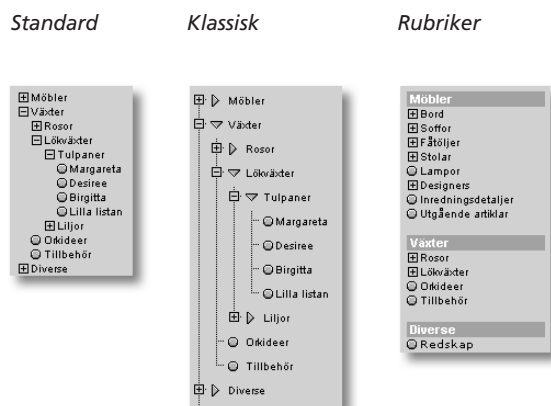 Standard
Klassisk
Rubriker
Möbler
Växter
Rosor
Lökväxter
Tulpaner
Margareta
Desiree
Birgitta
Lilla listan
Liljor
Orkideer
Tillbehör
Diverse
Möbler
Växter
Rosor
Lökväxter
Tulpaner
Margareta
Desiree
Birgitta
Lilla listan
Liljor
Orkideer
Tillbehör
Diverse
Möbler
Bord
Soffor
Fåtöljer
Stolar
Lampor
Designers
Inredningsdetaljer
Utgående artiklar
Växter
Rosor
Lökväxter
Orkideer
Tillbehör
Diverse
Redskap